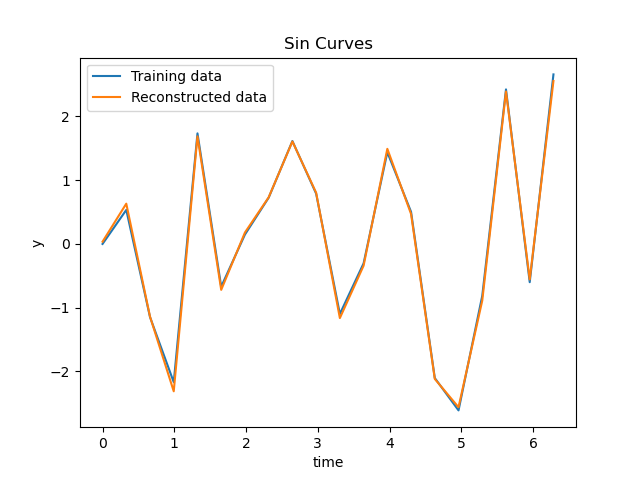 Sin Curves
Training data
Reconstructed data
y
2
1
0
−1
−2
0 1 2 3 4 5 6
time